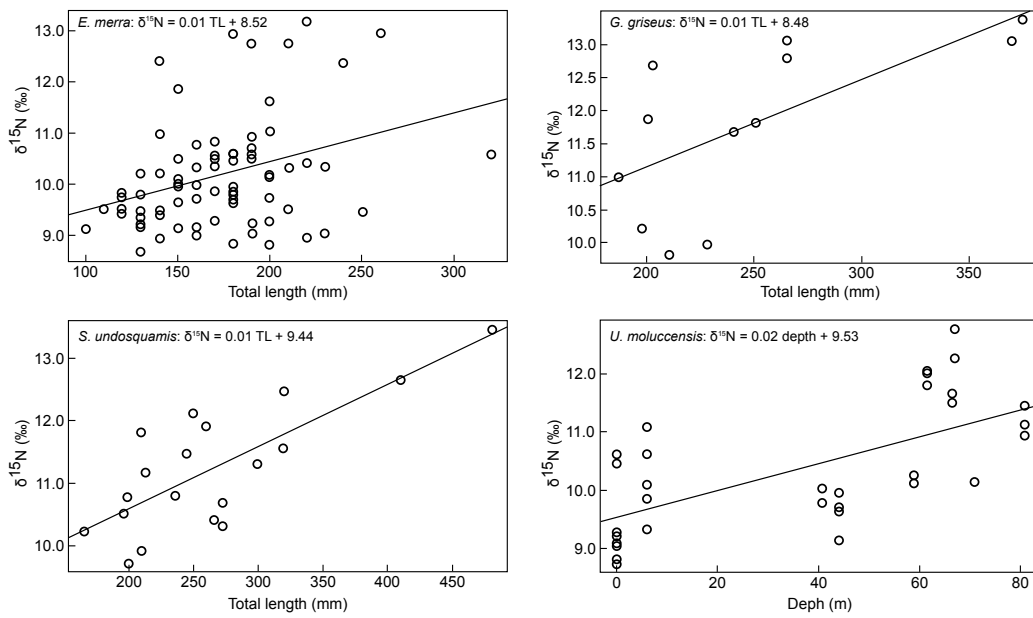 E. merra: δ¹⁵N = 0.01 TL + 8.52
13.0
12.0
11.0
10.0
9.0
δ¹⁵N (‰)
100 150 200 250 300
Total length (mm)
G. griseus: δ¹⁵N = 0.01 TL + 8.48
13.0
12.5
12.0
11.5
11.0
10.5
10.0
δ¹⁵N (‰)
200 250 350
Total length (mm)
S. undosquamis: δ¹⁵N = 0.01 TL + 9.44
13.0
12.0
11.0
10.0
δ¹⁵N (‰)
200 250 300 350 400 450
Total length (mm)
U. moluccensis: δ¹⁵N = 0.02 depth + 9.53
12.0
11.0
10.0
9.0
δ¹⁵N (‰)
0 20 40 60 80
Deph (m)